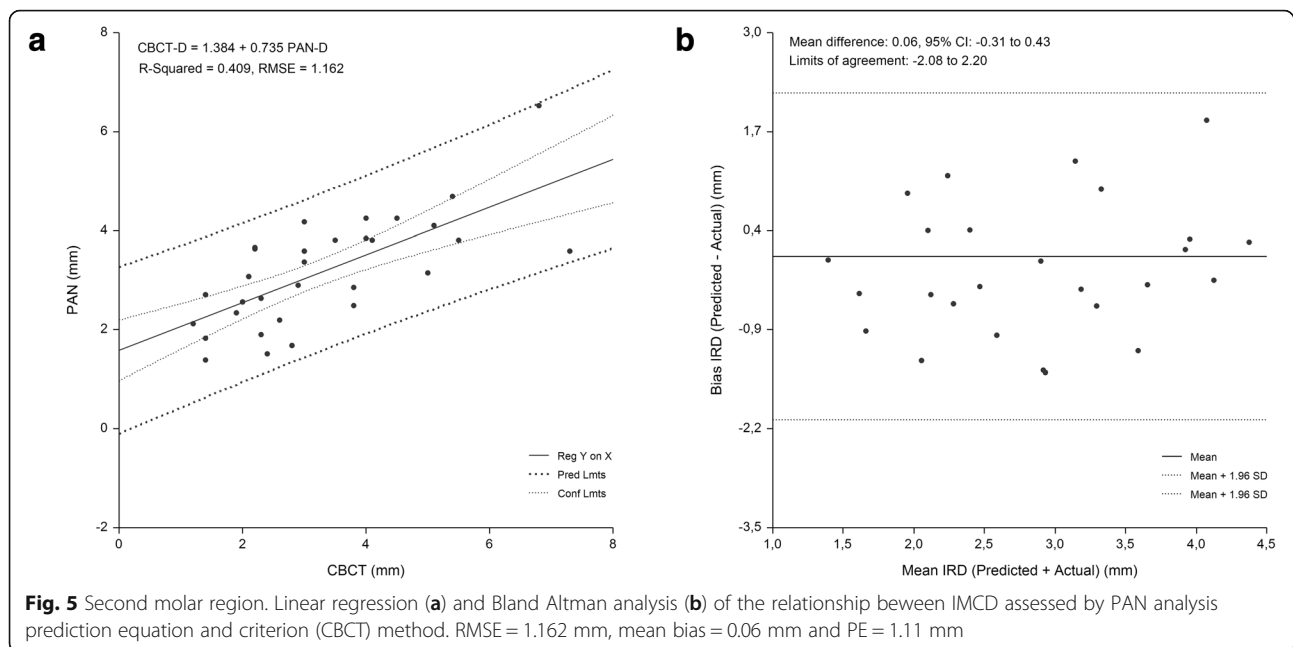 a
CBCT-D = 1.384 + 0.735 PAN-D
R-Squared = 0.409, RMSE = 1.162
8
6
4
2
0
-2
PAN (mm)
Reg Y on X
Pred Lmts
Conf Lmts
0 2 4 6 8
CBCT (mm)
b
Mean difference: 0.06, 95% CI: -0.31 to 0.43
Limits of agreement: -2.08 to 2.20
3,0
1,7
0,4
-0,9
-2,2
-3,5
Bias IRD (Predicted - Actual) (mm)
Mean
Mean + 1.96 SD
Mean + 1.96 SD
1,0 1,5 2,0 2,5 3,0 3,5 4,0 4,5
Mean IRD (Predicted + Actual) (mm)
Fig. 5 Second molar region. Linear regression (a) and Bland Altman analysis (b) of the relationship beween IMCD assessed by PAN analysis
prediction equation and criterion (CBCT) method. RMSE = 1.162 mm, mean bias = 0.06 mm and PE = 1.11 mm